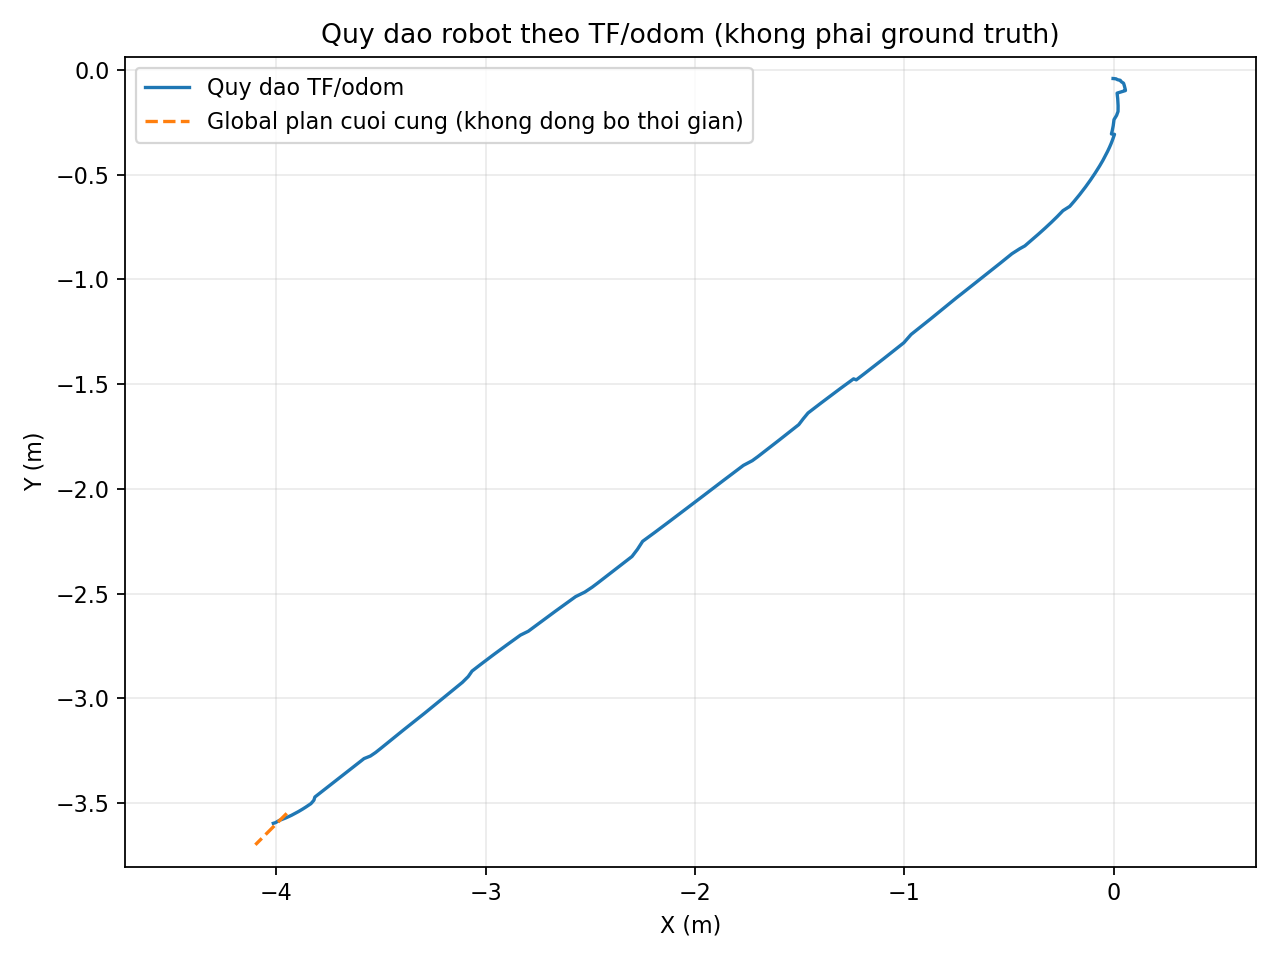 Quy dao robot theo TF/odom (khong phai ground truth)
Quy dao TF/odom
Global plan cuoi cung (khong dong bo thoi gian)
0.0
−0.5
−1.0
−1.5
−2.0
−2.5
−3.0
−3.5
Y (m)
−4
−3
−2
−1
0
X (m)